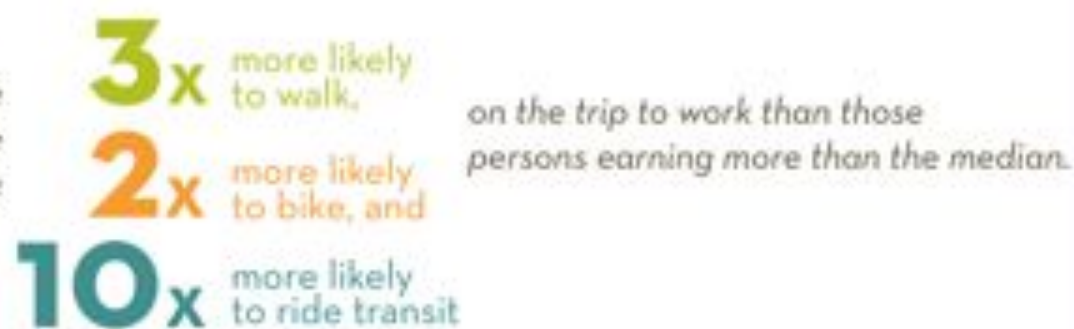 3x more likely
to walk,
2x more likely
to bike, and
10x more likely
to ride transit
on the trip to work than those
persons earning more than the median.